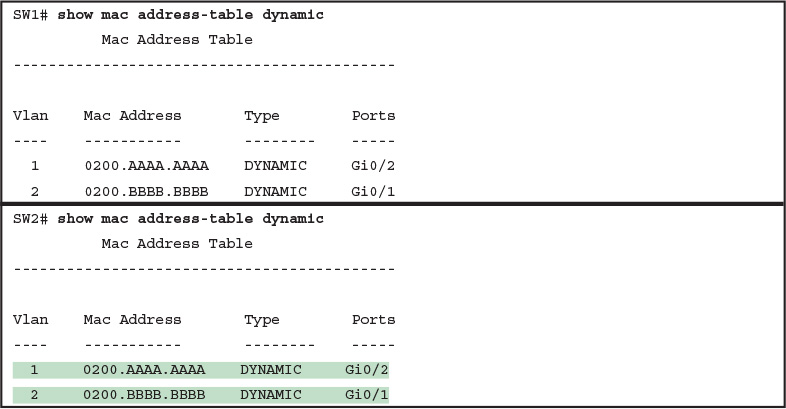 SW1# show mac address-table dynamic
Mac Address Table
-------------------------------------------
Vlan Mac Address Type Ports
---- ----------- -------- -----
1 0200.AAAA.AAAA DYNAMIC Gi0/2
2 0200.BBBB.BBBB DYNAMIC Gi0/1
SW2# show mac address-table dynamic
Mac Address Table
-------------------------------------------
Vlan Mac Address Type Ports
---- ----------- -------- -----
1 0200.AAAA.AAAA DYNAMIC Gi0/2
2 0200.BBBB.BBBB DYNAMIC Gi0/1